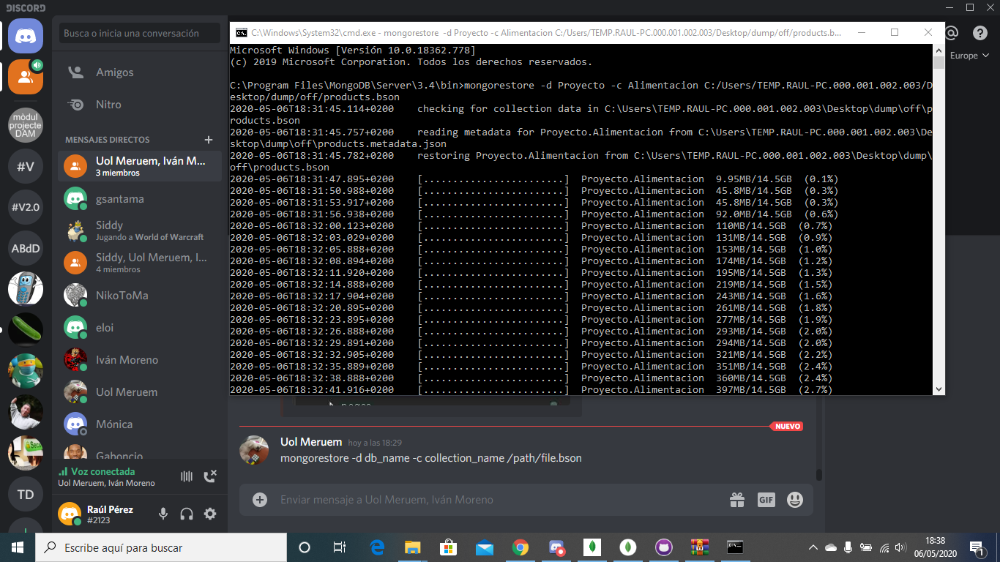 DISCORD
mòdul
projecte
DAM
#V
#V2.0
ABdD
TD
Busca o inicia una conversación
Amigos
Nitro
MENSAJES DIRECTOS
Uol Meruem, Iván M...
3 miembros
gsantama
Siddy
Jugando a World of Warcraft
Siddy, Uol Meruem, I...
4 miembros
NikoToMa
eloi
Iván Moreno
Uol Meruem
Mónica
Gaboncio
Voz conectada
Uol Meruem, Iván Moreno
Raúl Pérez
#2123
Europe
C:\Windows\System32\cmd.exe - mongorestore -d Proyecto -c Alimentacion C:/Users/TEMP.RAUL-PC.000.001.002.003/Desktop/dump/off/products.b...
Microsoft Windows [Versión 10.0.18362.778]
(c) 2019 Microsoft Corporation. Todos los derechos reservados.
C:\Program Files\MongoDB\Server\3.4\bin>mongorestore -d Proyecto -c Alimentacion C:/Users/TEMP.RAUL-PC.000.001.002.003/D
esktop/dump/off/products.bson
2020-05-06T18:31:45.114+0200    checking for collection data in C:\Users\TEMP.RAUL-PC.000.001.002.003\Desktop\dump\off\p
roducts.bson
2020-05-06T18:31:45.757+0200    reading metadata for Proyecto.Alimentacion from C:\Users\TEMP.RAUL-PC.000.001.002.003\De
sktop\dump\off\products.metadata.json
2020-05-06T18:31:45.782+0200    restoring Proyecto.Alimentacion from C:\Users\TEMP.RAUL-PC.000.001.002.003\Desktop\dump\
off\products.bson
2020-05-06T18:31:47.895+0200    [........................]  Proyecto.Alimentacion  9.95MB/14.5GB  (0.1%)
2020-05-06T18:31:50.988+0200    [........................]  Proyecto.Alimentacion  45.8MB/14.5GB  (0.3%)
2020-05-06T18:31:53.917+0200    [........................]  Proyecto.Alimentacion  45.8MB/14.5GB  (0.3%)
2020-05-06T18:31:56.938+0200    [........................]  Proyecto.Alimentacion  92.0MB/14.5GB  (0.6%)
2020-05-06T18:32:00.123+0200    [........................]  Proyecto.Alimentacion  110MB/14.5GB  (0.7%)
2020-05-06T18:32:03.029+0200    [........................]  Proyecto.Alimentacion  131MB/14.5GB  (0.9%)
2020-05-06T18:32:05.888+0200    [........................]  Proyecto.Alimentacion  153MB/14.5GB  (1.0%)
2020-05-06T18:32:08.894+0200    [........................]  Proyecto.Alimentacion  174MB/14.5GB  (1.2%)
2020-05-06T18:32:11.920+0200    [........................]  Proyecto.Alimentacion  195MB/14.5GB  (1.3%)
2020-05-06T18:32:14.888+0200    [........................]  Proyecto.Alimentacion  219MB/14.5GB  (1.5%)
2020-05-06T18:32:17.904+0200    [........................]  Proyecto.Alimentacion  243MB/14.5GB  (1.6%)
2020-05-06T18:32:20.895+0200    [........................]  Proyecto.Alimentacion  261MB/14.5GB  (1.8%)
2020-05-06T18:32:23.895+0200    [........................]  Proyecto.Alimentacion  277MB/14.5GB  (1.9%)
2020-05-06T18:32:26.888+0200    [........................]  Proyecto.Alimentacion  293MB/14.5GB  (2.0%)
2020-05-06T18:32:29.891+0200    [........................]  Proyecto.Alimentacion  294MB/14.5GB  (2.0%)
2020-05-06T18:32:32.905+0200    [........................]  Proyecto.Alimentacion  321MB/14.5GB  (2.2%)
2020-05-06T18:32:35.889+0200    [........................]  Proyecto.Alimentacion  351MB/14.5GB  (2.4%)
2020-05-06T18:32:38.888+0200    [........................]  Proyecto.Alimentacion  360MB/14.5GB  (2.4%)
2020-05-06T18:32:41.916+0200    [........................]  Proyecto.Alimentacion  397MB/14.5GB  (2.7%)
NUEVO
Uol Meruem hoy a las 18:29
mongorestore -d db_name -c collection_name /path/file.bson
Enviar mensaje a Uol Meruem, Iván Moreno
GIF
Escribe aquí para buscar
18:38
06/05/2020
1